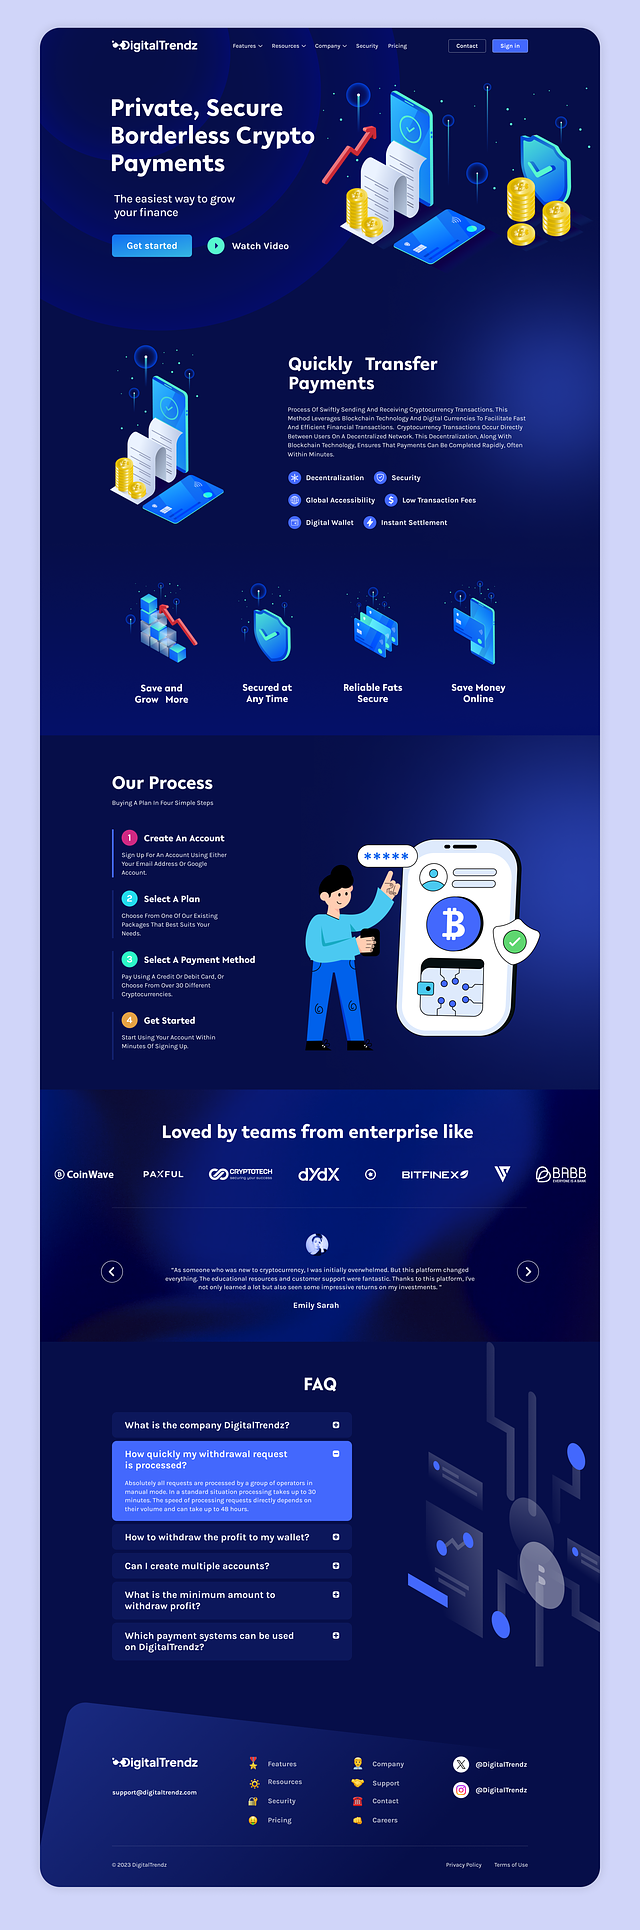 DigitalTrendz
Features Resources Company Security Pricing
Contact Sign in
Private, Secure
Borderless Crypto
Payments
The easiest way to grow
your finance
Get started Watch Video
Quickly Transfer
Payments
Process Of Swiftly Sending And Receiving Cryptocurrency Transactions. This
Method Leverages Blockchain Technology And Digital Currencies To Facilitate Fast
And Efficient Financial Transactions. Cryptocurrency Transactions Occur Directly
Between Users On A Decentralized Network. This Decentralization, Along With
Blockchain Technology, Ensures That Payments Can Be Completed Rapidly, Often
Within Minutes.
Decentralization Security
Global Accessibility $ Low Transaction Fees
Digital Wallet Instant Settlement
Save and
Grow More
Secured at
Any Time
Reliable Fats
Secure
Save Money
Online
Our Process
Buying A Plan In Four Simple Steps
1 Create An Account
Sign Up For An Account Using Either
Your Email Address Or Google
Account.
2 Select A Plan
Choose From One Of Our Existing
Packages That Best Suits Your
Needs.
3 Select A Payment Method
Pay Using A Credit Or Debit Card, Or
Choose From Over 30 Different
Cryptocurrencies.
4 Get Started
Start Using Your Account Within
Minutes Of Signing Up.
*****
Loved by teams from enterprise like
CoinWave
PAXFUL
CRYPTOTECH
securing your success
dYdX
BITFINEX
BABB
EVERYONE IS A BANK
"As someone who was new to cryptocurrency, I was initially overwhelmed. But this platform changed
everything. The educational resources and customer support were fantastic. Thanks to this platform, I've
not only learned a lot but also seen some impressive returns on my investments. "
Emily Sarah
FAQ
What is the company DigitalTrendz?
How quickly my withdrawal request
is processed?
Absolutely all requests are processed by a group of operators in
manual mode. In a standard situation processing takes up to 30
minutes. The speed of processing requests directly depends on
their volume and can take up to 48 hours.
How to withdraw the profit to my wallet?
Can I create multiple accounts?
What is the minimum amount to
withdraw profit?
Which payment systems can be used
on DigitalTrendz?
DigitalTrendz
support@digitaltrendz.com
Features
Resources
Security
Pricing
Company
Support
Contact
Careers
@DigitalTrendz
@DigitalTrendz
© 2023 DigitalTrendz
Privacy Policy Terms of Use